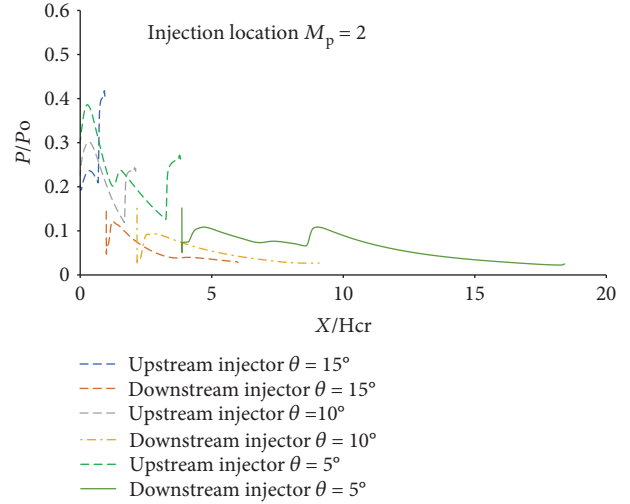 0.6
Injection location Mp = 2
0.5
0.4
P/Po
0.3
0.2
0.1
0
0 5 10 15 20
X/Hcr
Upstream injector θ = 15°
Downstream injector θ = 15°
Upstream injector θ =10°
Downstream injector θ = 10°
Upstream injector θ = 5°
Downstream injector θ = 5°